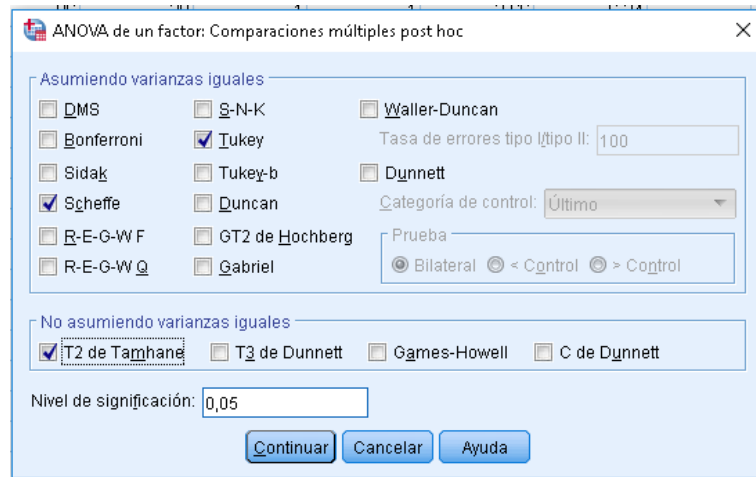 ANOVA de un factor: Comparaciones múltiples post hoc
Asumiendo varianzas iguales
DMS
S-N-K
Waller-Duncan
Bonferroni
Tukey
Tasa de errores tipo I/tipo II: 100
Sidak
Tukey-b
Dunnett
Scheffe
Duncan
Categoría de control: Último
R-E-G-W F
GT2 de Hochberg
Prueba
R-E-G-W Q
Gabriel
Bilateral < Control > Control
No asumiendo varianzas iguales
T2 de Tamhane
T3 de Dunnett
Games-Howell
C de Dunnett
Nivel de significación: 0,05
Continuar
Cancelar
Ayuda